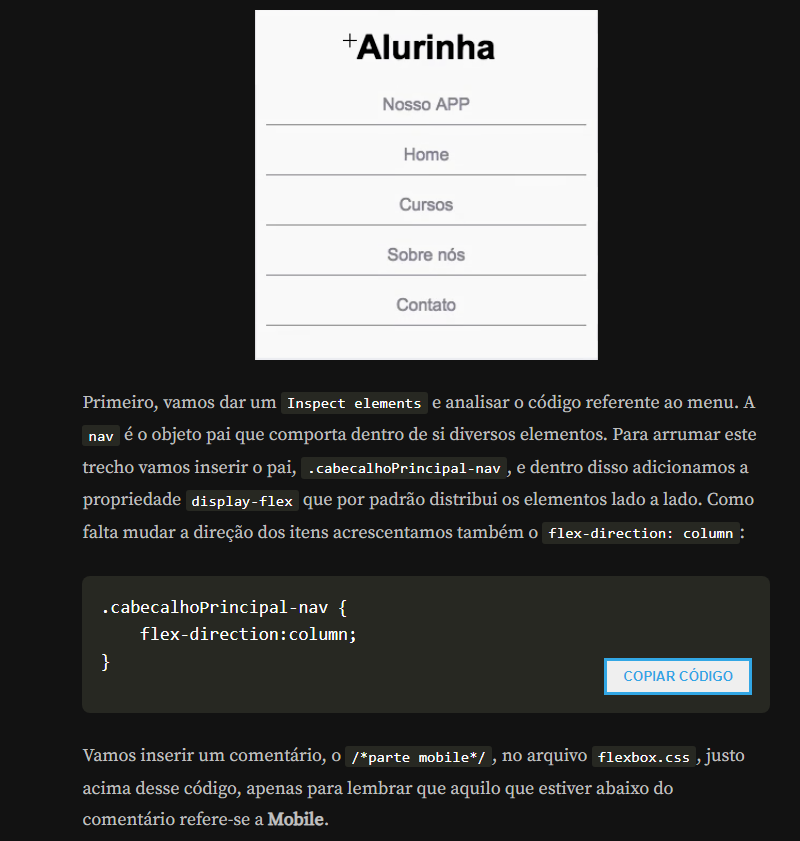 +Alurinha
Nosso APP
Home
Cursos
Sobre nós
Contato
Primeiro, vamos dar um Inspect elements e analisar o código referente ao menu. A
nav é o objeto pai que comporta dentro de si diversos elementos. Para arrumar este
trecho vamos inserir o pai, .cabecalhoPrincipal-nav, e dentro disso adicionamos a
propriedade display-flex que por padrão distribui os elementos lado a lado. Como
falta mudar a direção dos itens acrescentamos também o flex-direction: column:
.cabecalhoPrincipal-nav {
    flex-direction:column;
}
COPIAR CÓDIGO
Vamos inserir um comentário, o /*parte mobile*/, no arquivo flexbox.css, justo
acima desse código, apenas para lembrar que aquilo que estiver abaixo do
comentário refere-se a Mobile.